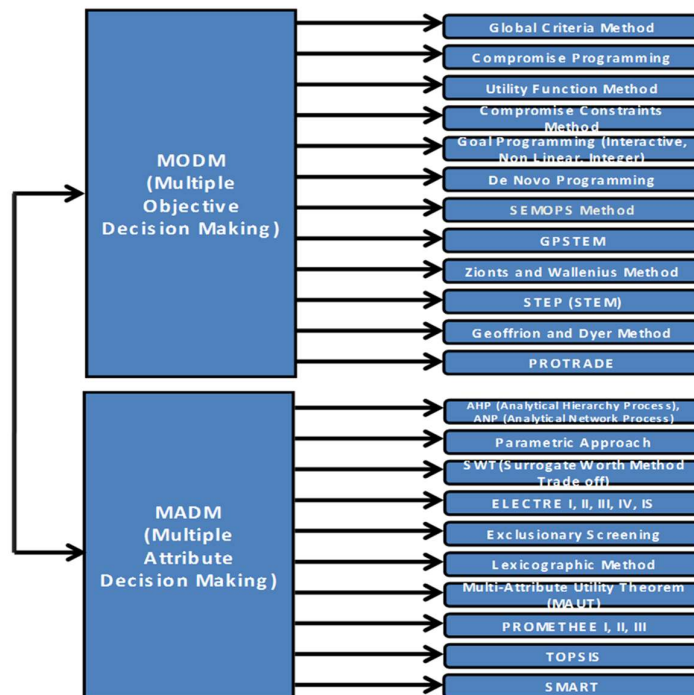 Global Criteria Method
Compromise Programming
Utility Function Method
Compromise Constraints
Method
Goal Programming (Interactive,
Non Linear, Integer)
MODM
(Multiple
Objective
Decision Making)
De Novo Programming
SEMOPS Method
GPSTEM
Zionts and Wallenius Method
STEP (STEM)
Geoffrion and Dyer Method
PROTRADE
AHP (Analytical Hierarchy Process),
ANP (Analytical Network Process)
Parametric Approach
SWT(Surrogate Worth Method
Trade off)
ELECTRE I, II, III, IV, IS
MADM
(Multiple
Attribute
Decision Making)
Exclusionary Screening
Lexicographic Method
Multi-Attribute Utility Theorem
(MAUT)
PROMETHEE I, II, III
TOPSIS
SMART